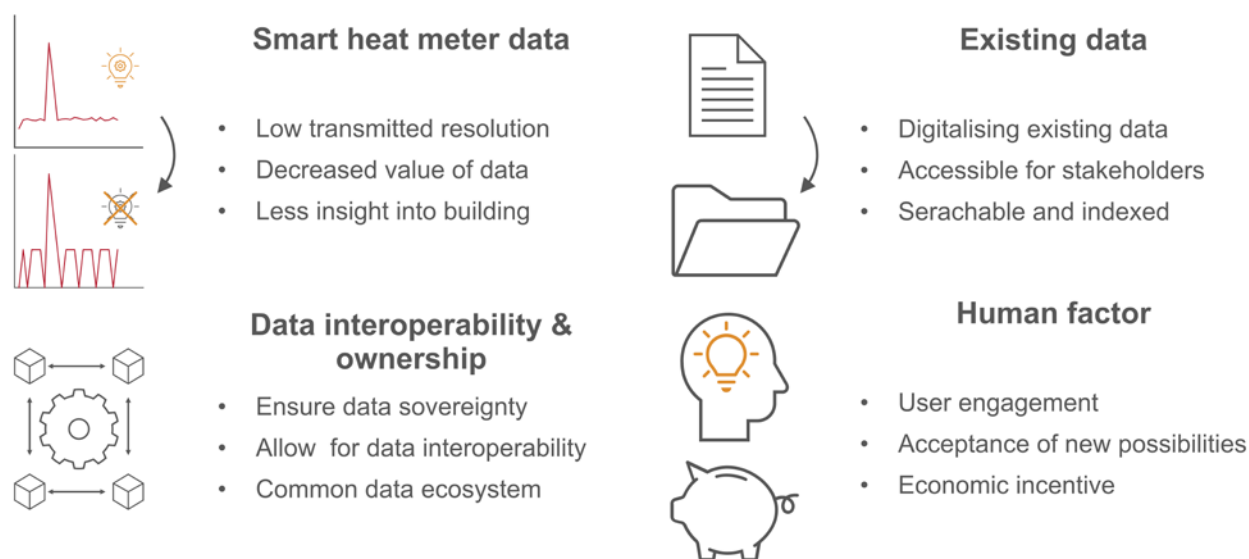 Smart heat meter data
• Low transmitted resolution
• Decreased value of data
• Less insight into building
Existing data
• Digitalising existing data
• Accessible for stakeholders
• Serachable and indexed
Data interoperability &
ownership
• Ensure data sovereignty
• Allow for data interoperability
• Common data ecosystem
Human factor
• User engagement
• Acceptance of new possibilities
• Economic incentive